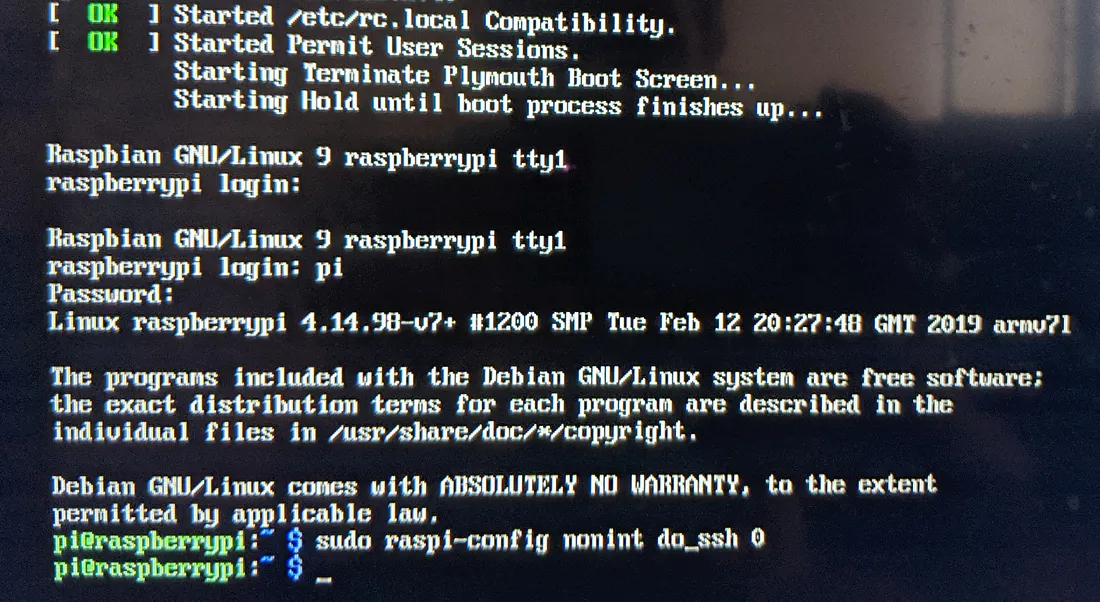 [  OK  ] Started /etc/rc.local Compatibility.
[  OK  ] Started Permit User Sessions.
Starting Terminate Plymouth Boot Screen...
Starting Hold until boot process finishes up...
Raspbian GNU/Linux 9 raspberrypi tty1
raspberrypi login:
Raspbian GNU/Linux 9 raspberrypi tty1
raspberrypi login: pi
Password:
Linux raspberrypi 4.14.98-v7+ #1200 SMP Tue Feb 12 20:27:48 GMT 2019 armv7l
The programs included with the Debian GNU/Linux system are free software;
the exact distribution terms for each program are described in the
individual files in /usr/share/doc/*/copyright.
Debian GNU/Linux comes with ABSOLUTELY NO WARRANTY, to the extent
permitted by applicable law.
pi@raspberrypi:~ $ sudo raspi-config nonint do_ssh 0
pi@raspberrypi:~ $ _